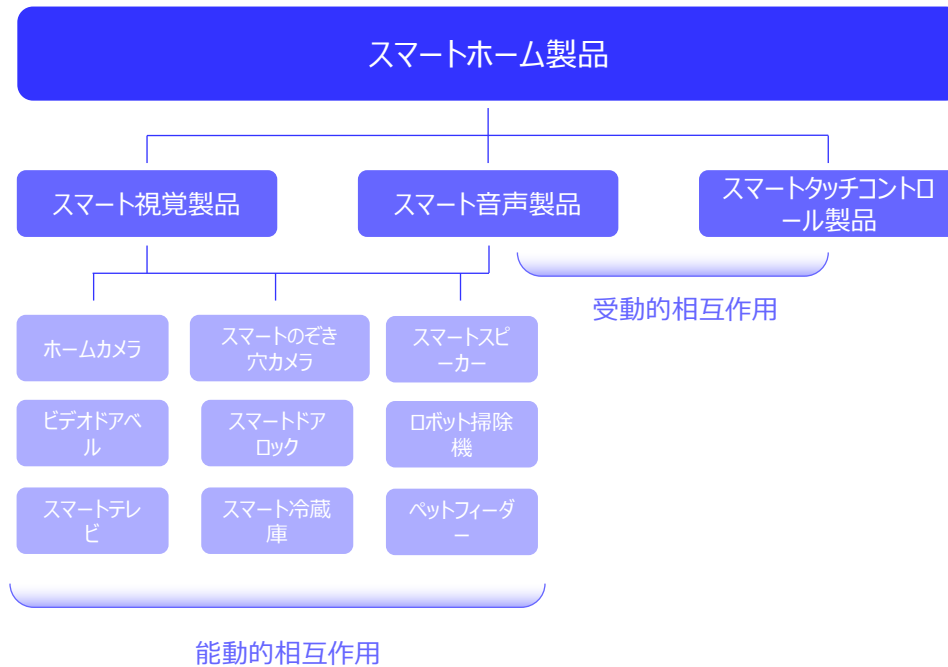 スマートホーム製品
スマート視覚製品
スマート音声製品
スマートタッチコントロ
ール製品
受動的相互作用
ホームカメラ
スマートのぞき
穴カメラ
スマートスピ
ーカー
ビデオドアベ
ル
スマートドア
ロック
ロボット掃除
機
スマートテレ
ビ
スマート冷蔵
庫
ペットフィーダ
ー
能動的相互作用